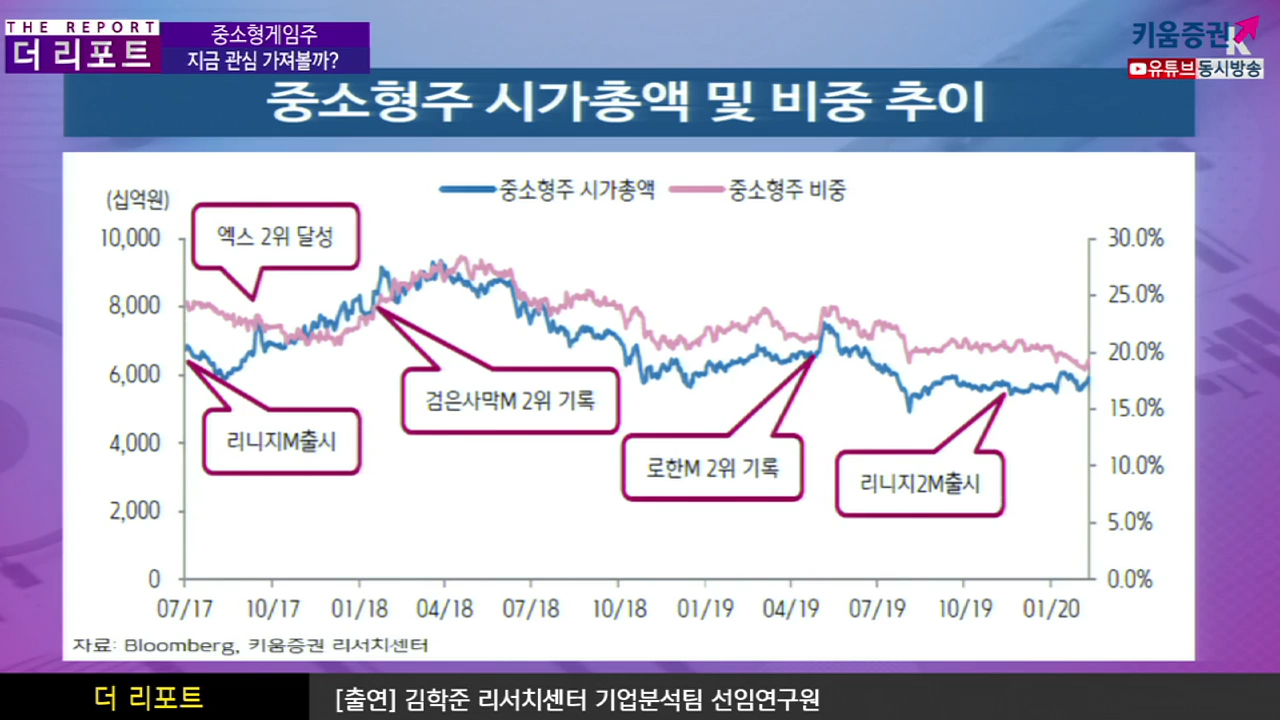 THE REPORT
더 리포트
중소형게임주
지금 관심 가져볼까?
키움증권
유튜브동시방송
중소형주 시가총액 및 비중 추이
(십억원)
중소형주 시가총액 중소형주 비중
10,000
8,000
6,000
4,000
2,000
0
30.0%
25.0%
20.0%
15.0%
10.0%
5.0%
0.0%
엑스 2위 달성
리니지M출시
검은사막M 2위 기록
로한M 2위 기록
리니지2M출시
07/17 10/17 01/18 04/18 07/18 10/18 01/19 04/19 07/19 10/19 01/20
자료: Bloomberg, 키움증권 리서치센터
더 리포트
[출연] 김학준 리서치센터 기업분석팀 선임연구원